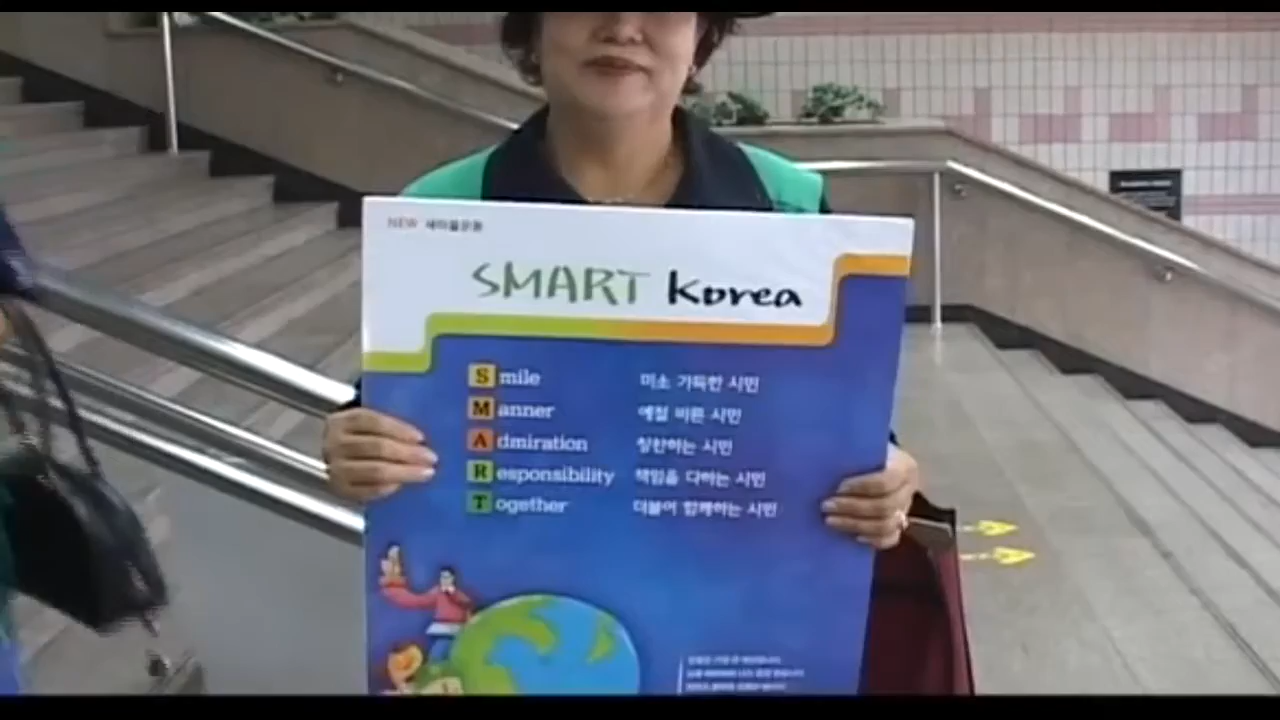 NEW 새마을운동
SMART Korea
Smile 미소 가득한 시민
Manner 예절 바른 시민
Admiration 칭찬하는 시민
Responsibility 책임을 다하는 시민
Together 더불어 함께하는 시민